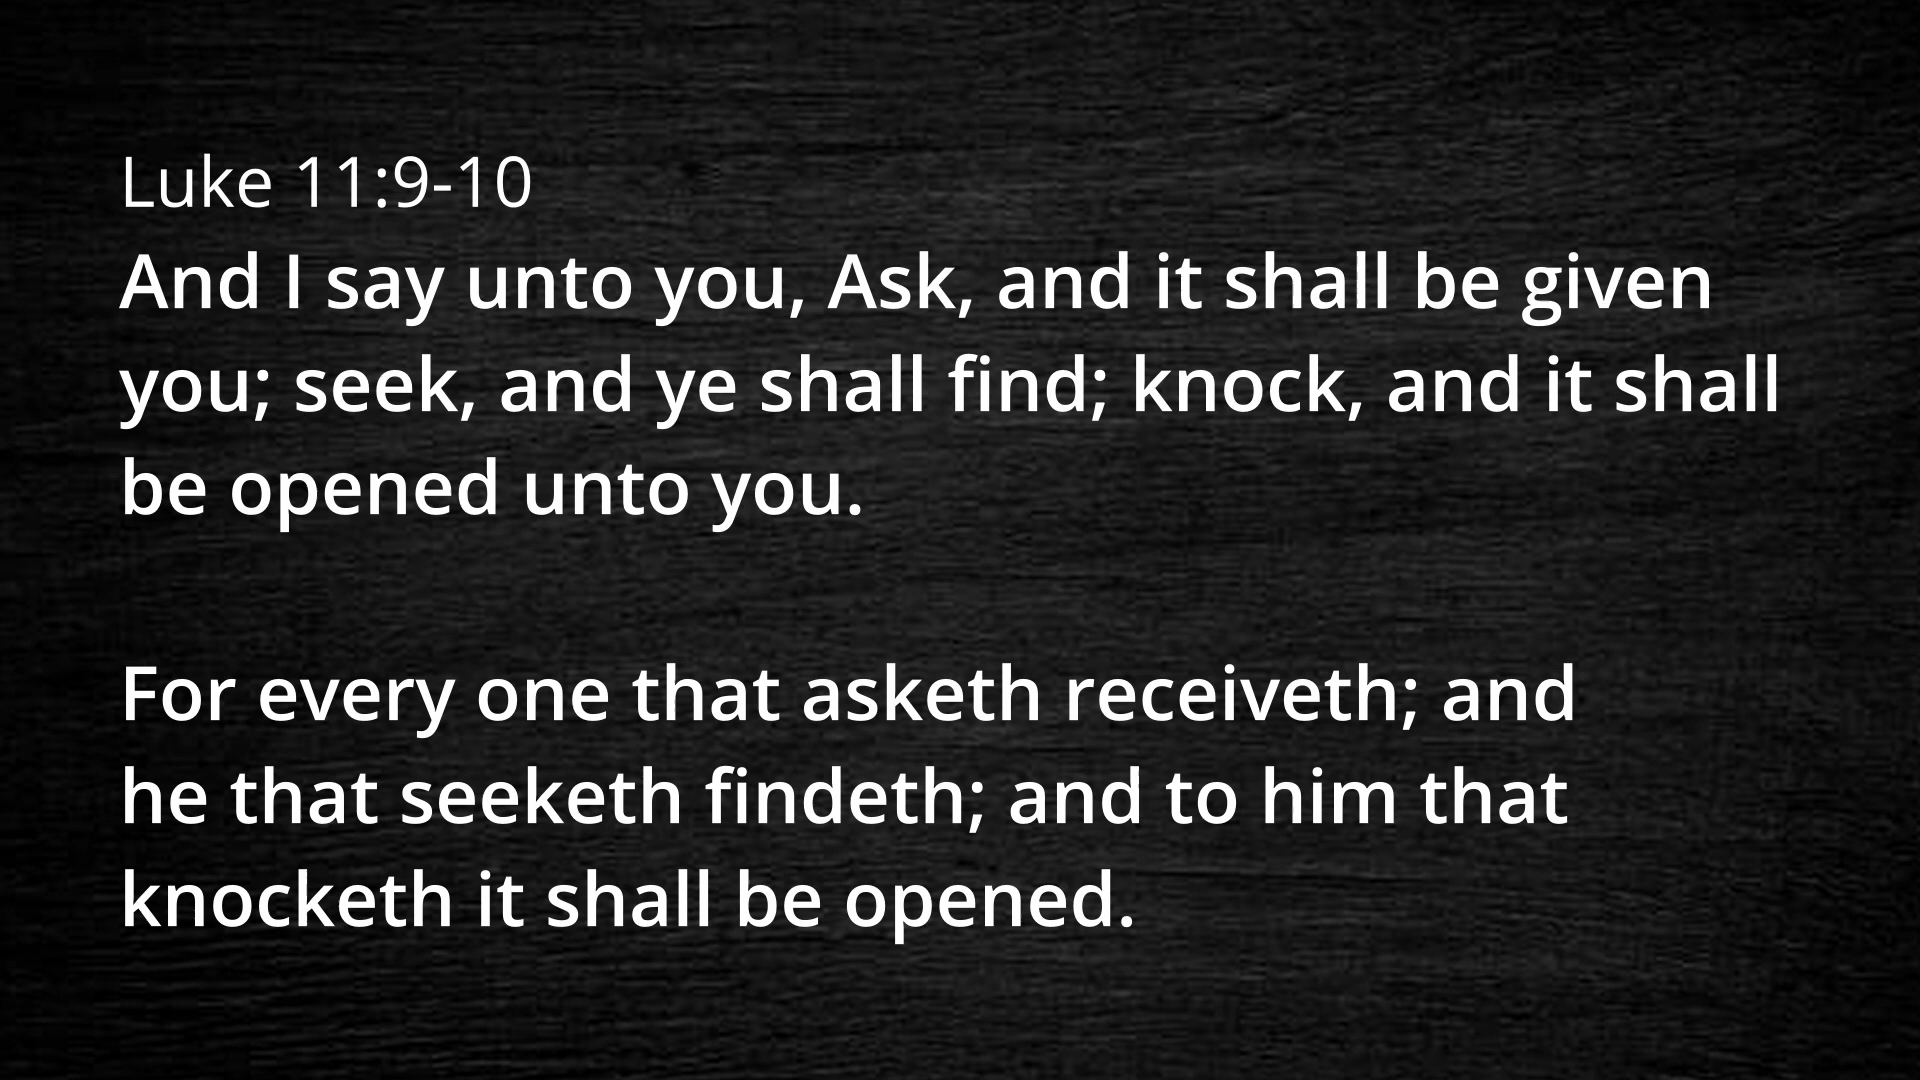 Luke 11:9-10
And I say unto you, Ask, and it shall be given
you; seek, and ye shall find; knock, and it shall
be opened unto you.
For every one that asketh receiveth; and
he that seeketh findeth; and to him that
knocketh it shall be opened.